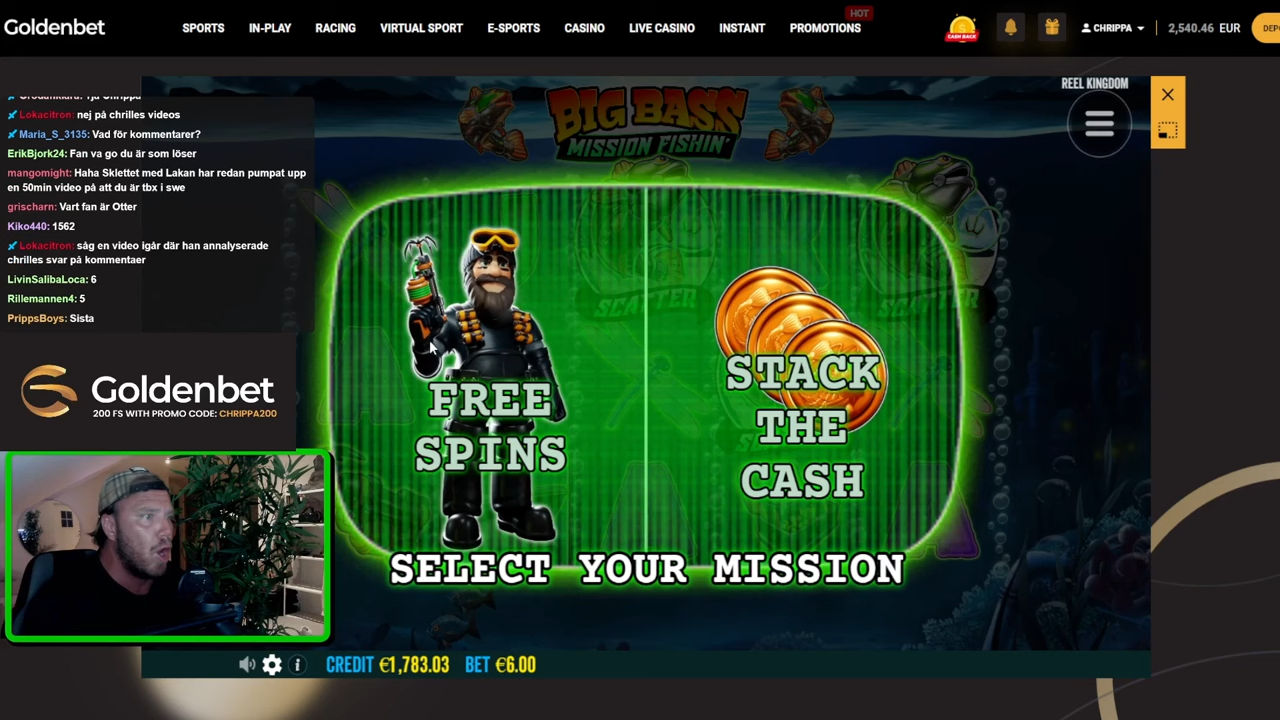 Goldenbet
SPORTS IN-PLAY RACING VIRTUAL SPORT E-SPORTS CASINO LIVE CASINO INSTANT PROMOTIONS HOT
CASH BACK
CHRIPPA 2,540.46 EUR
REEL KINGDOM
BIG BASS
MISSION FISHIN'
Lokacitron: nej på chrilles videos
Maria_S_3135: Vad för kommentarer?
ErikBjork24: Fan va go du är som löser
mangomight: Haha Sklettet med Lakan har redan pumpat upp
en 50min video på att du är tbx i swe
grischarn: Vart fan är Otter
Kiko440: 1562
Lokacitron: såg en video igår där han annalyserade
chrilles svar på kommentaer
LivinSalibaLoca: 6
Rillemannen4: 5
PrippsBoys: Sista
Goldenbet
200 FS WITH PROMO CODE: CHRIPPA200
SCATTER
SCATTER
FREE
SPINS
STACK
THE
CASH
SELECT YOUR MISSION
CREDIT €1,783.03 BET €6.00